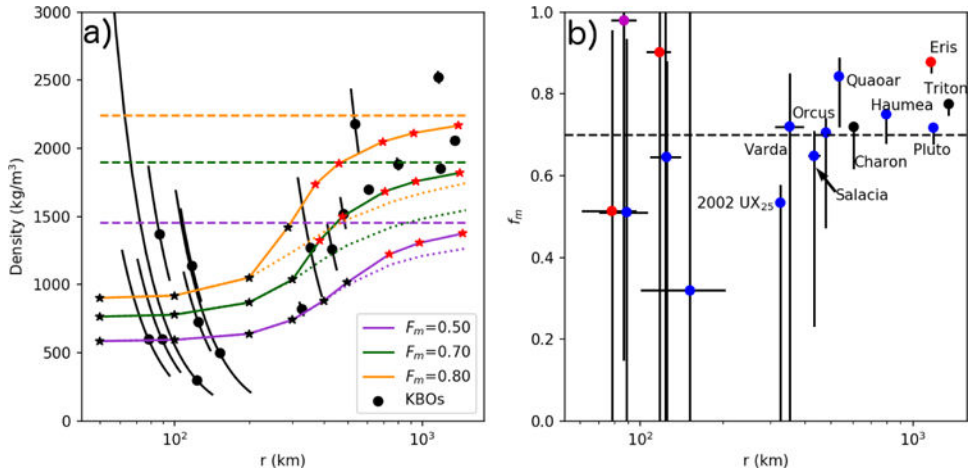 a)
Density (kg/m³)
3000
2500
2000
1500
1000
500
0
F_m=0.50
F_m=0.70
F_m=0.80
KBOs
10²
10³
r (km)
b)
f_m
1.0
0.8
0.6
0.4
0.2
0.0
Eris
Quaoar
Triton
Orcus
Haumea
Varda
Charon
Pluto
Salacia
2002 UX₂₅
10²
10³
r (km)